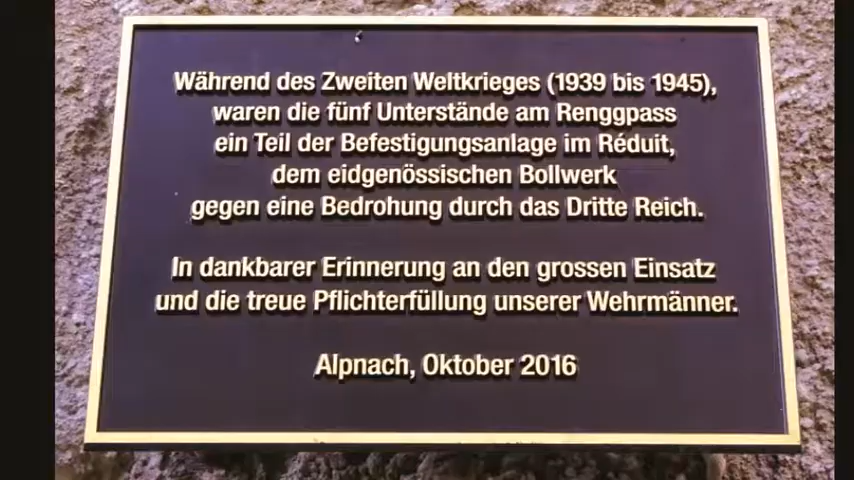 Während des Zweiten Weltkrieges (1939 bis 1945),
waren die fünf Unterstände am Renggpass
ein Teil der Befestigungsanlage im Réduit,
dem eidgenössischen Bollwerk
gegen eine Bedrohung durch das Dritte Reich.
In dankbarer Erinnerung an den grossen Einsatz
und die treue Pflichterfüllung unserer Wehrmänner.
Alpnach, Oktober 2016